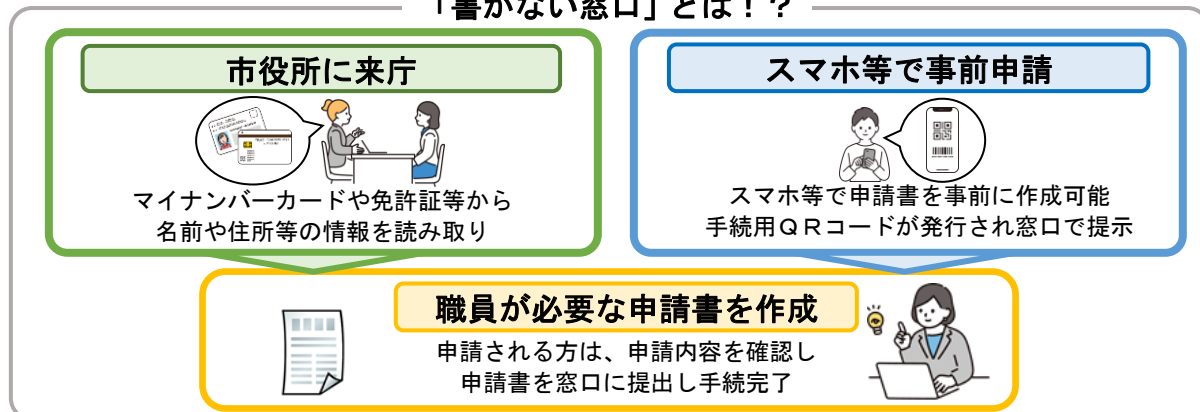 「書かない窓口」とは！？
市役所に来庁
マイナンバーカードや免許証等から
名前や住所等の情報を読み取り
スマホ等で事前申請
スマホ等で申請書を事前に作成可能
手続用ＱＲコードが発行され窓口で提示
職員が必要な申請書を作成
申請される方は、申請内容を確認し
申請書を窓口に提出し手続完了